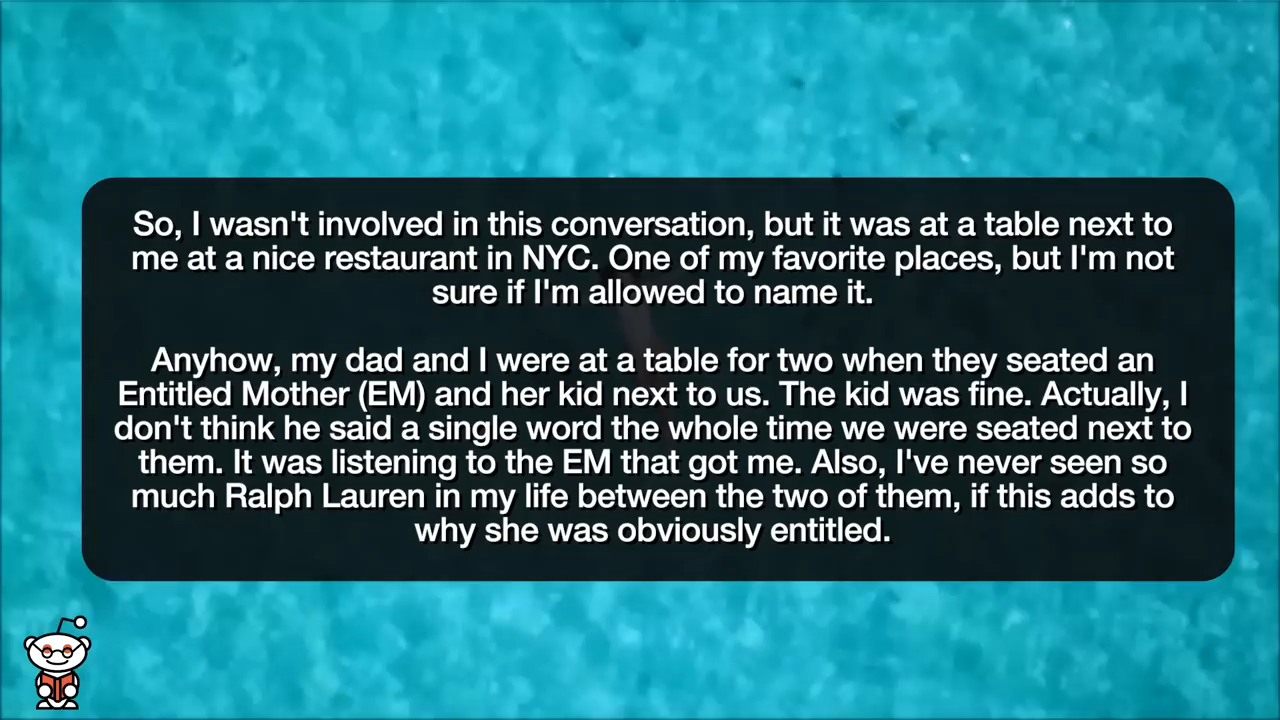 So, I wasn't involved in this conversation, but it was at a table next to
me at a nice restaurant in NYC. One of my favorite places, but I'm not
sure if I'm allowed to name it.
Anyhow, my dad and I were at a table for two when they seated an
Entitled Mother (EM) and her kid next to us. The kid was fine. Actually, I
don't think he said a single word the whole time we were seated next to
them. It was listening to the EM that got me. Also, I've never seen so
much Ralph Lauren in my life between the two of them, if this adds to
why she was obviously entitled.